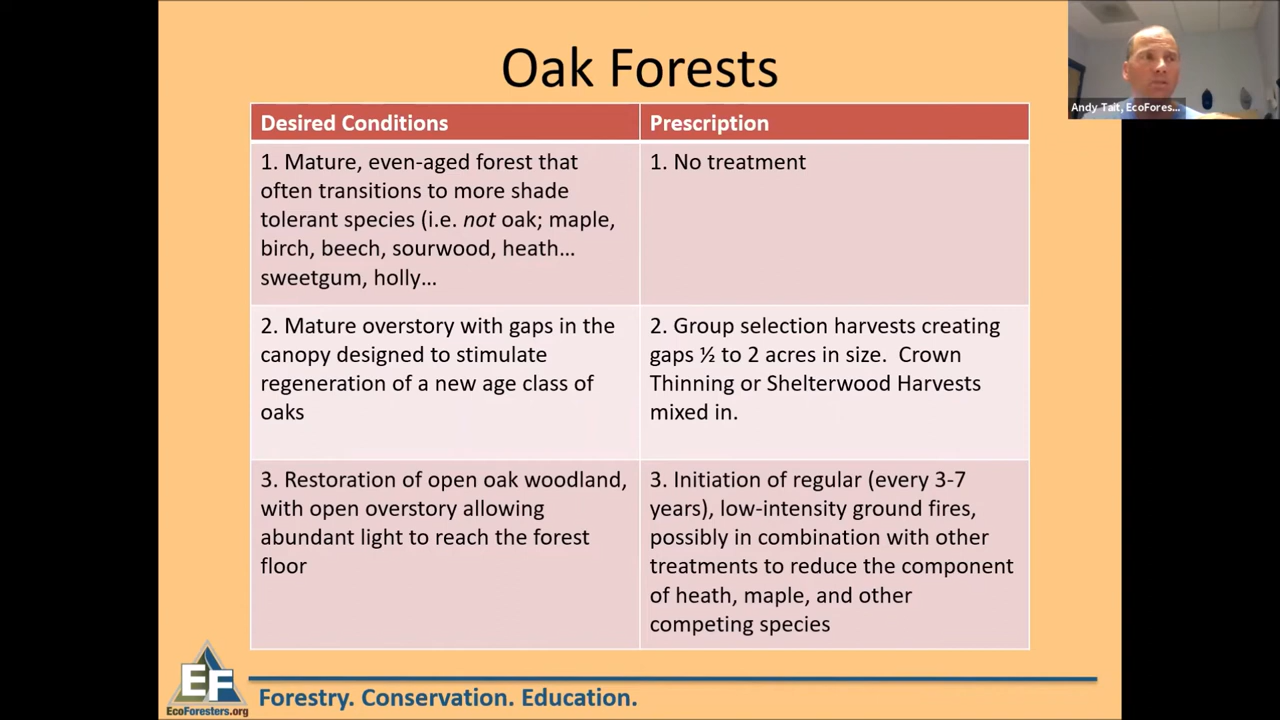 Oak Forests
Desired Conditions
Prescription
1. Mature, even-aged forest that
often transitions to more shade
tolerant species (i.e. not oak; maple,
birch, beech, sourwood, heath…
sweetgum, holly…
1. No treatment
2. Mature overstory with gaps in the
canopy designed to stimulate
regeneration of a new age class of
oaks
2. Group selection harvests creating
gaps ½ to 2 acres in size.  Crown
Thinning or Shelterwood Harvests
mixed in.
3. Restoration of open oak woodland,
with open overstory allowing
abundant light to reach the forest
floor
3. Initiation of regular (every 3-7
years), low-intensity ground fires,
possibly in combination with other
treatments to reduce the component
of heath, maple, and other
competing species
Andy Tait, EcoFores...
EF
EcoForesters.org
Forestry. Conservation. Education.